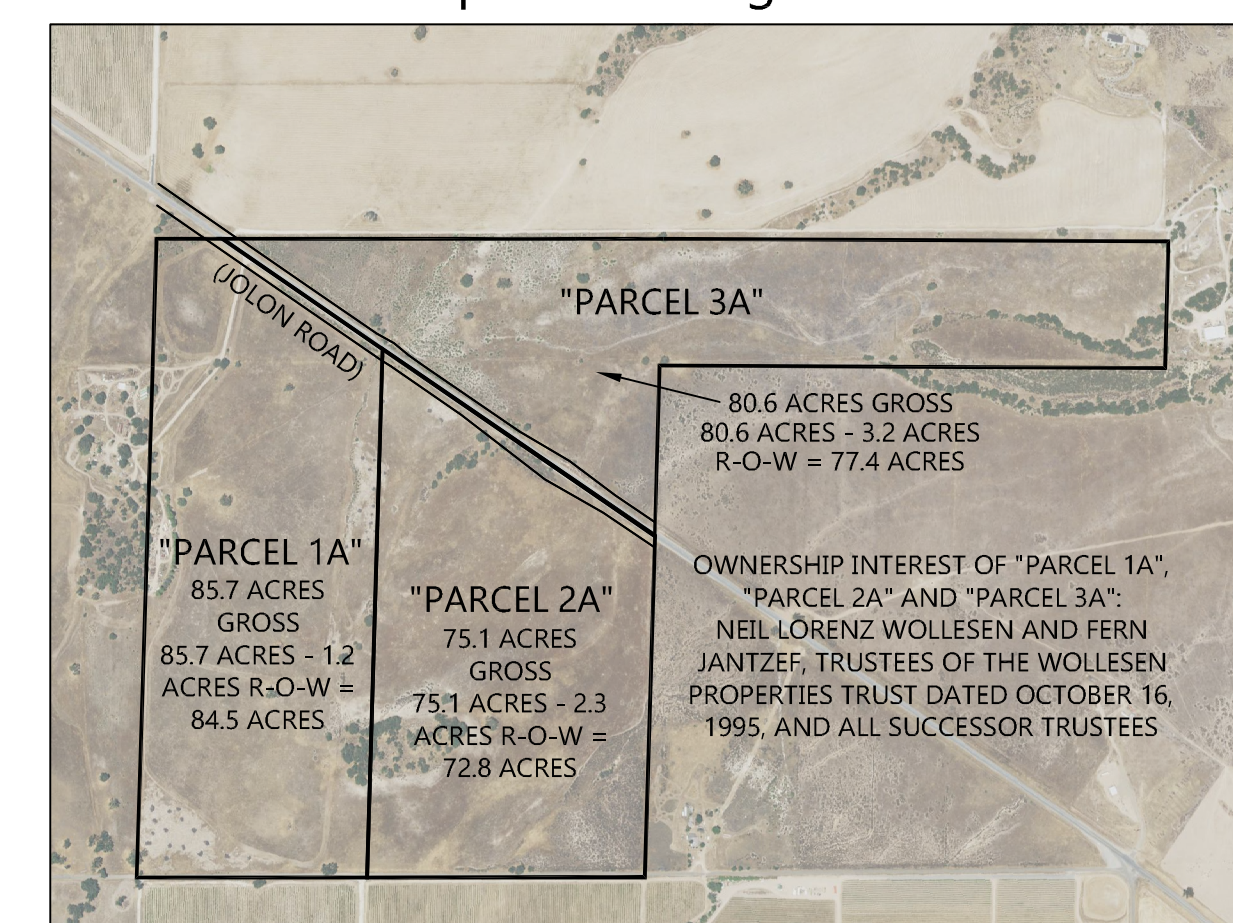 (JOLON ROAD)
"PARCEL 3A"
80.6 ACRES GROSS
80.6 ACRES - 3.2 ACRES
R-O-W = 77.4 ACRES
"PARCEL 1A"
85.7 ACRES
GROSS
85.7 ACRES - 1.2
ACRES R-O-W =
84.5 ACRES
"PARCEL 2A"
75.1 ACRES
GROSS
75.1 ACRES - 2.3
ACRES R-O-W =
72.8 ACRES
OWNERSHIP INTEREST OF "PARCEL 1A",
"PARCEL 2A" AND "PARCEL 3A":
NEIL LORENZ WOLLESEN AND FERN
JANTZEF, TRUSTEES OF THE WOLLESEN
PROPERTIES TRUST DATED OCTOBER 16,
1995, AND ALL SUCCESSOR TRUSTEES